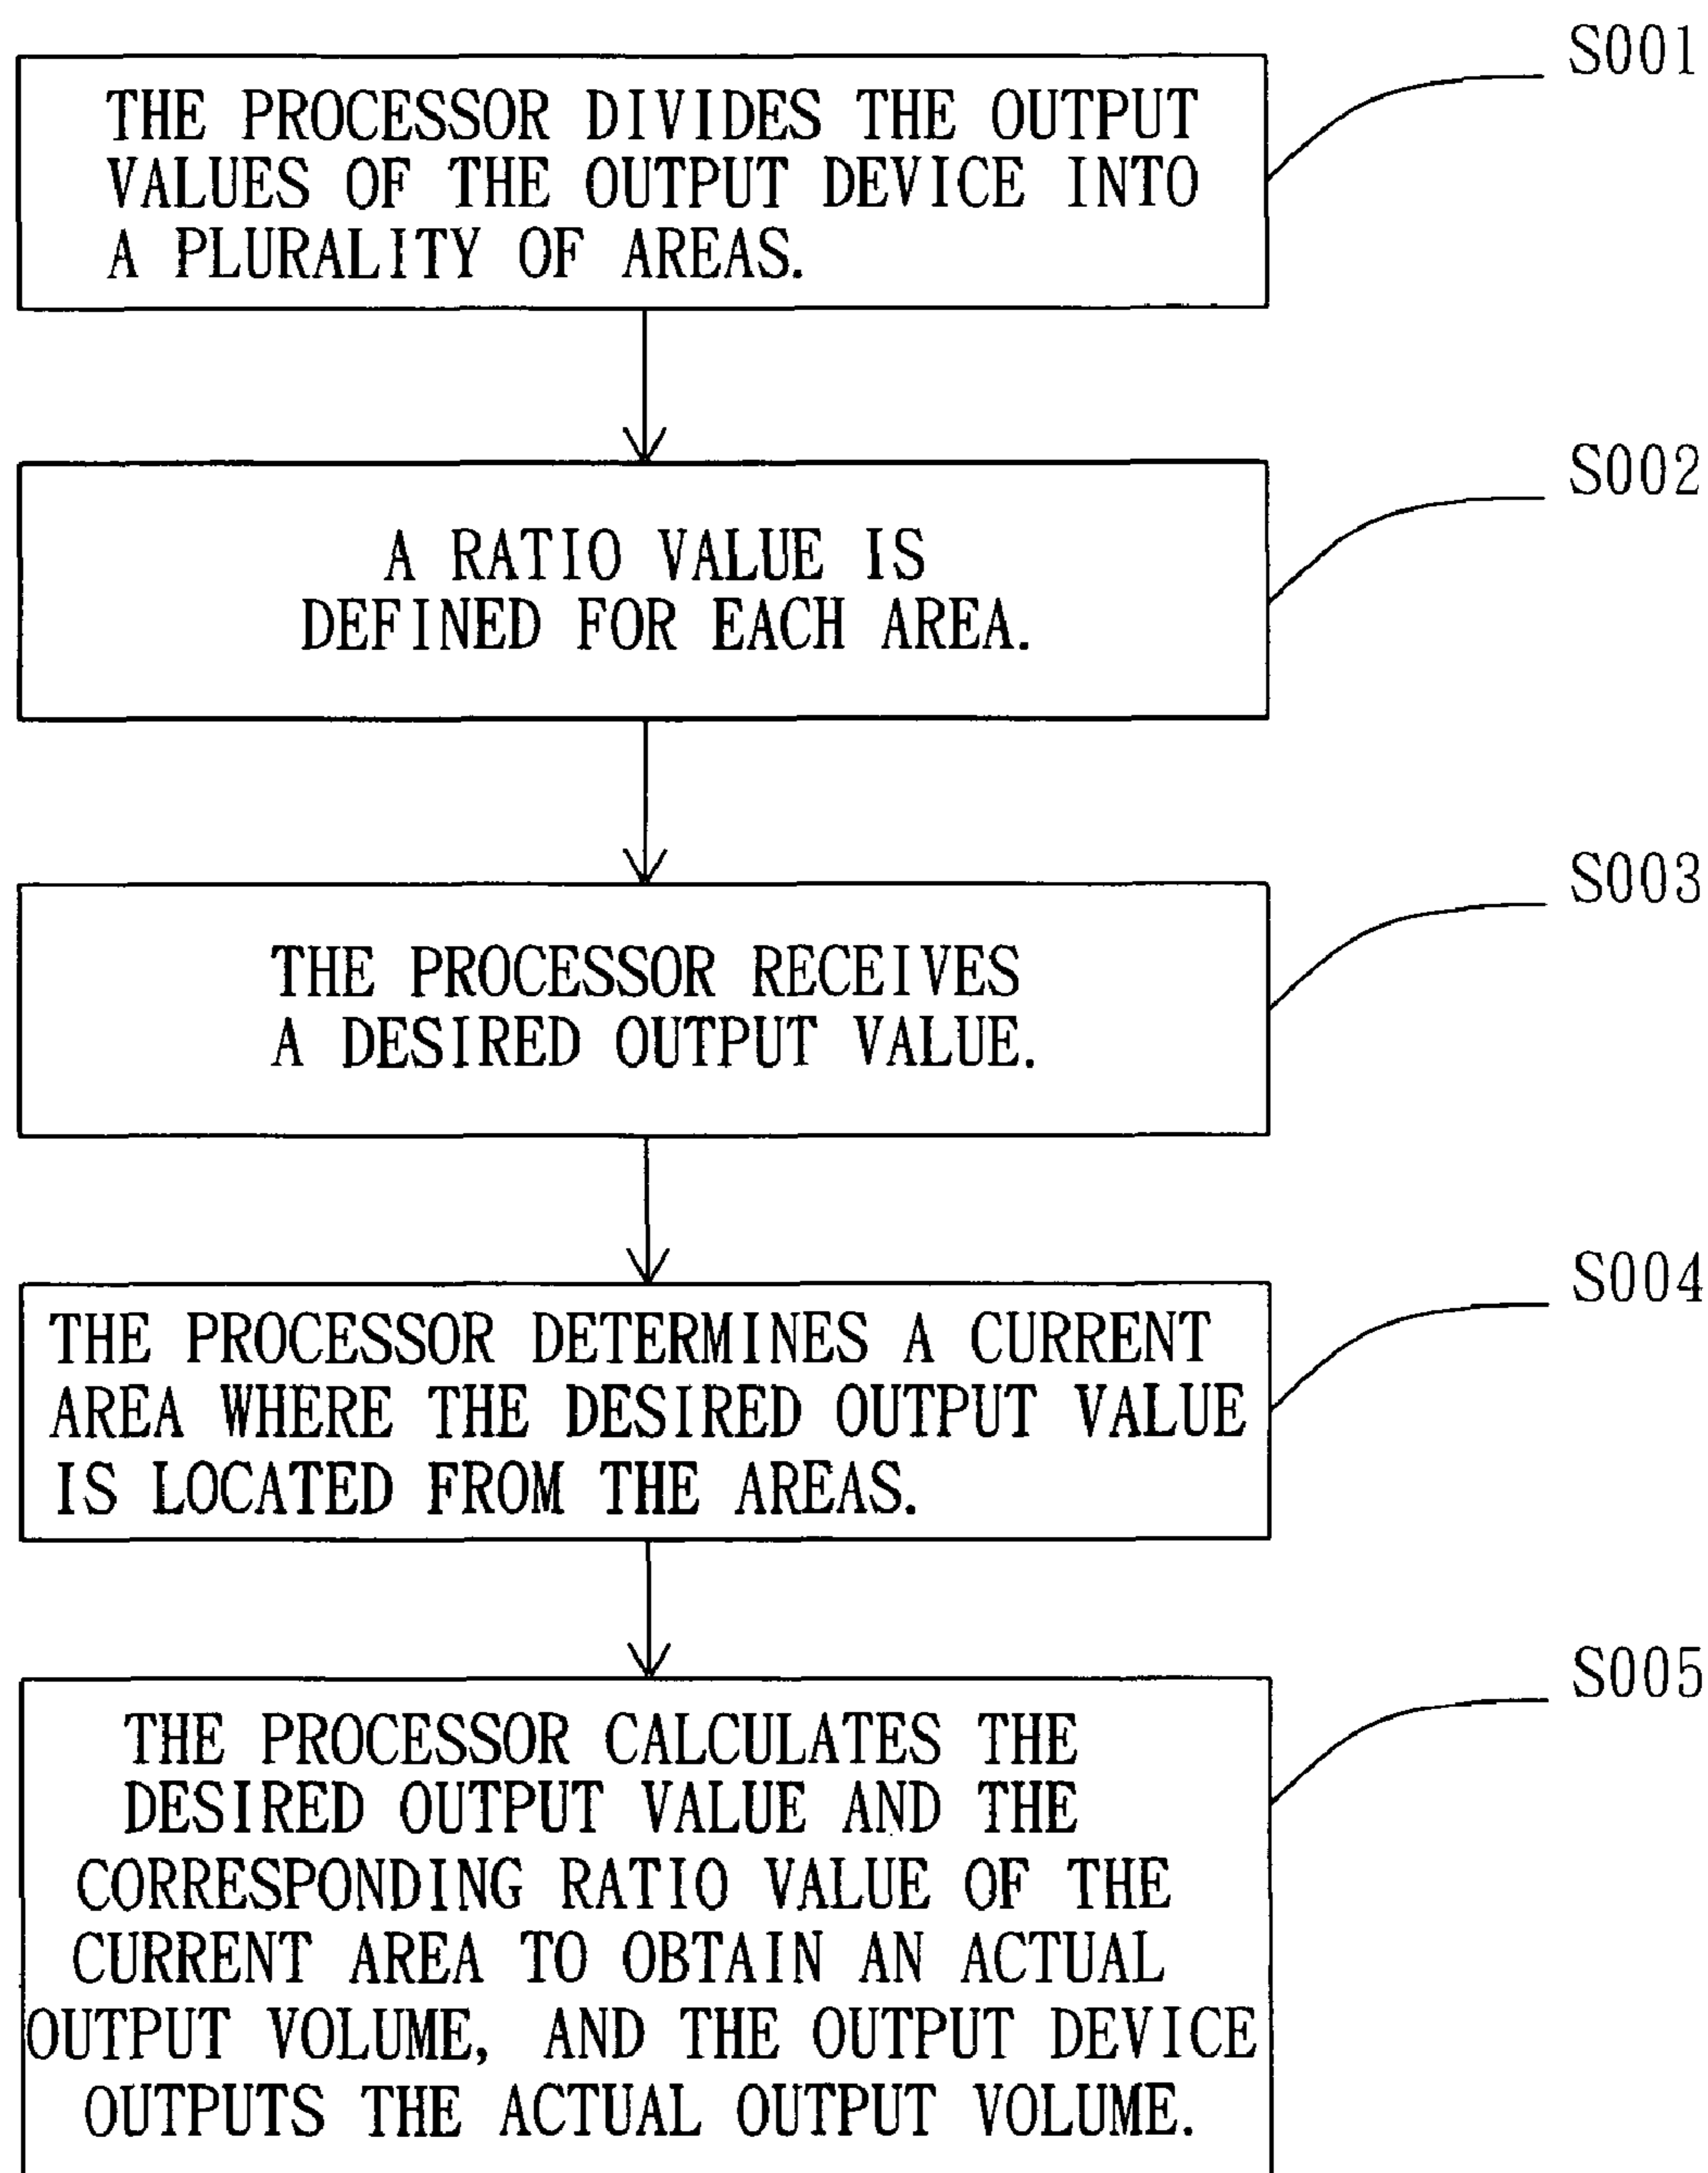 S001
THE PROCESSOR DIVIDES THE OUTPUT
VALUES OF THE OUTPUT DEVICE INTO
A PLURALITY OF AREAS.
S002
A RATIO VALUE IS
DEFINED FOR EACH AREA.
S003
THE PROCESSOR RECEIVES
A DESIRED OUTPUT VALUE.
S004
THE PROCESSOR DETERMINES A CURRENT
AREA WHERE THE DESIRED OUTPUT VALUE
IS LOCATED FROM THE AREAS.
S005
THE PROCESSOR CALCULATES THE
DESIRED OUTPUT VALUE AND THE
CORRESPONDING RATIO VALUE OF THE
CURRENT AREA TO OBTAIN AN ACTUAL
OUTPUT VOLUME, AND THE OUTPUT DEVICE
OUTPUTS THE ACTUAL OUTPUT VOLUME.